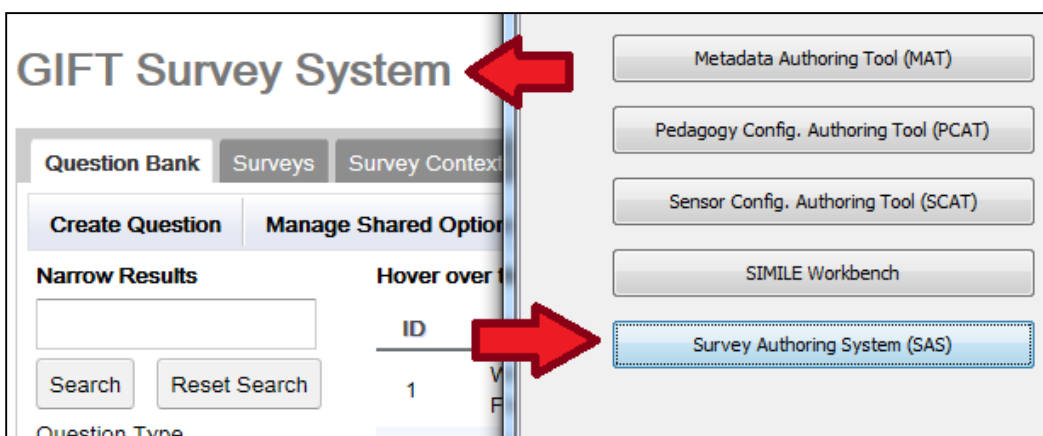 GIFT Survey System
Question Bank Surveys Survey Context
Create Question Manage Shared Option
Narrow Results Hover over t
ID
Search Reset Search 1
Question Type
Metadata Authoring Tool (MAT)
Pedagogy Config. Authoring Tool (PCAT)
Sensor Config. Authoring Tool (SCAT)
SIMILE Workbench
Survey Authoring System (SAS)